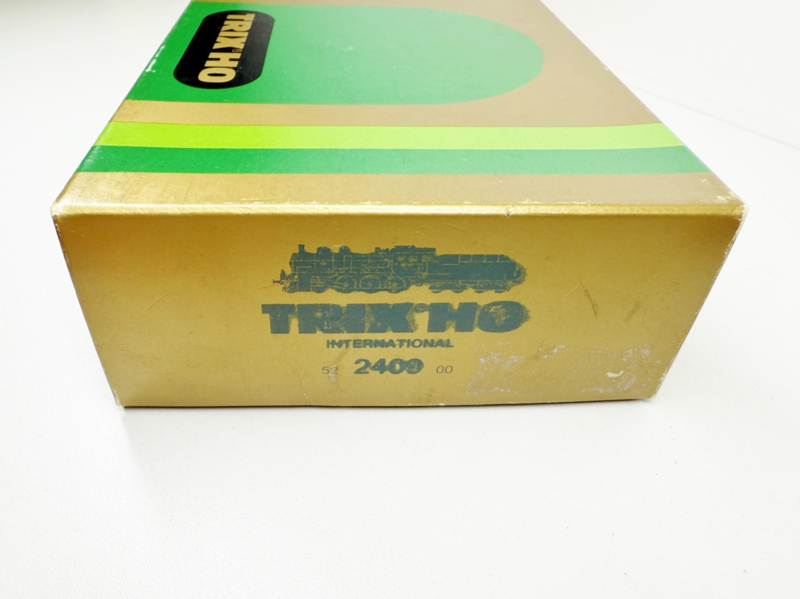 TRIX HO
TRIX HO
INTERNATIONAL
52 2409 00